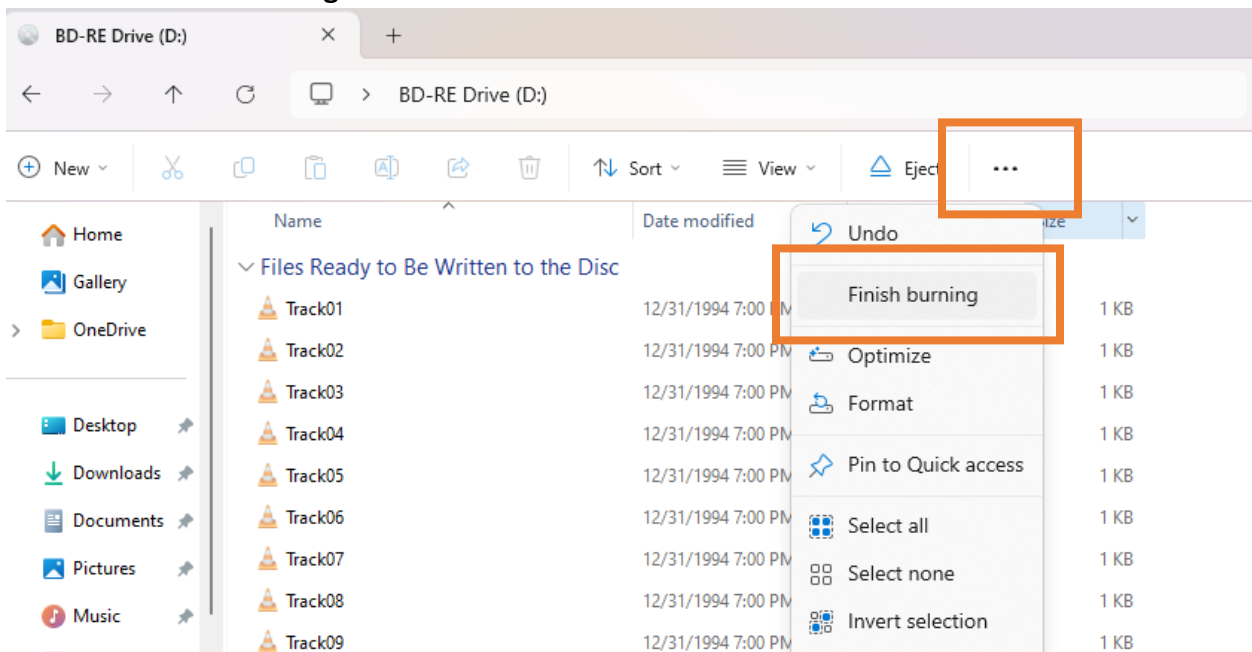 BD-RE Drive (D:)
BD-RE Drive (D:)
New Sort View Eject
Name Date modified
Undo
Files Ready to Be Written to the Disc
Finish burning
Optimize
Format
Pin to Quick access
Select all
Select none
Invert selection
Home
Gallery
OneDrive
Desktop
Downloads
Documents
Pictures
Music
Track01 12/31/1994 7:00 PM 1 KB
Track02 12/31/1994 7:00 PM 1 KB
Track03 12/31/1994 7:00 PM 1 KB
Track04 12/31/1994 7:00 PM 1 KB
Track05 12/31/1994 7:00 PM 1 KB
Track06 12/31/1994 7:00 PM 1 KB
Track07 12/31/1994 7:00 PM 1 KB
Track08 12/31/1994 7:00 PM 1 KB
Track09 12/31/1994 7:00 PM 1 KB